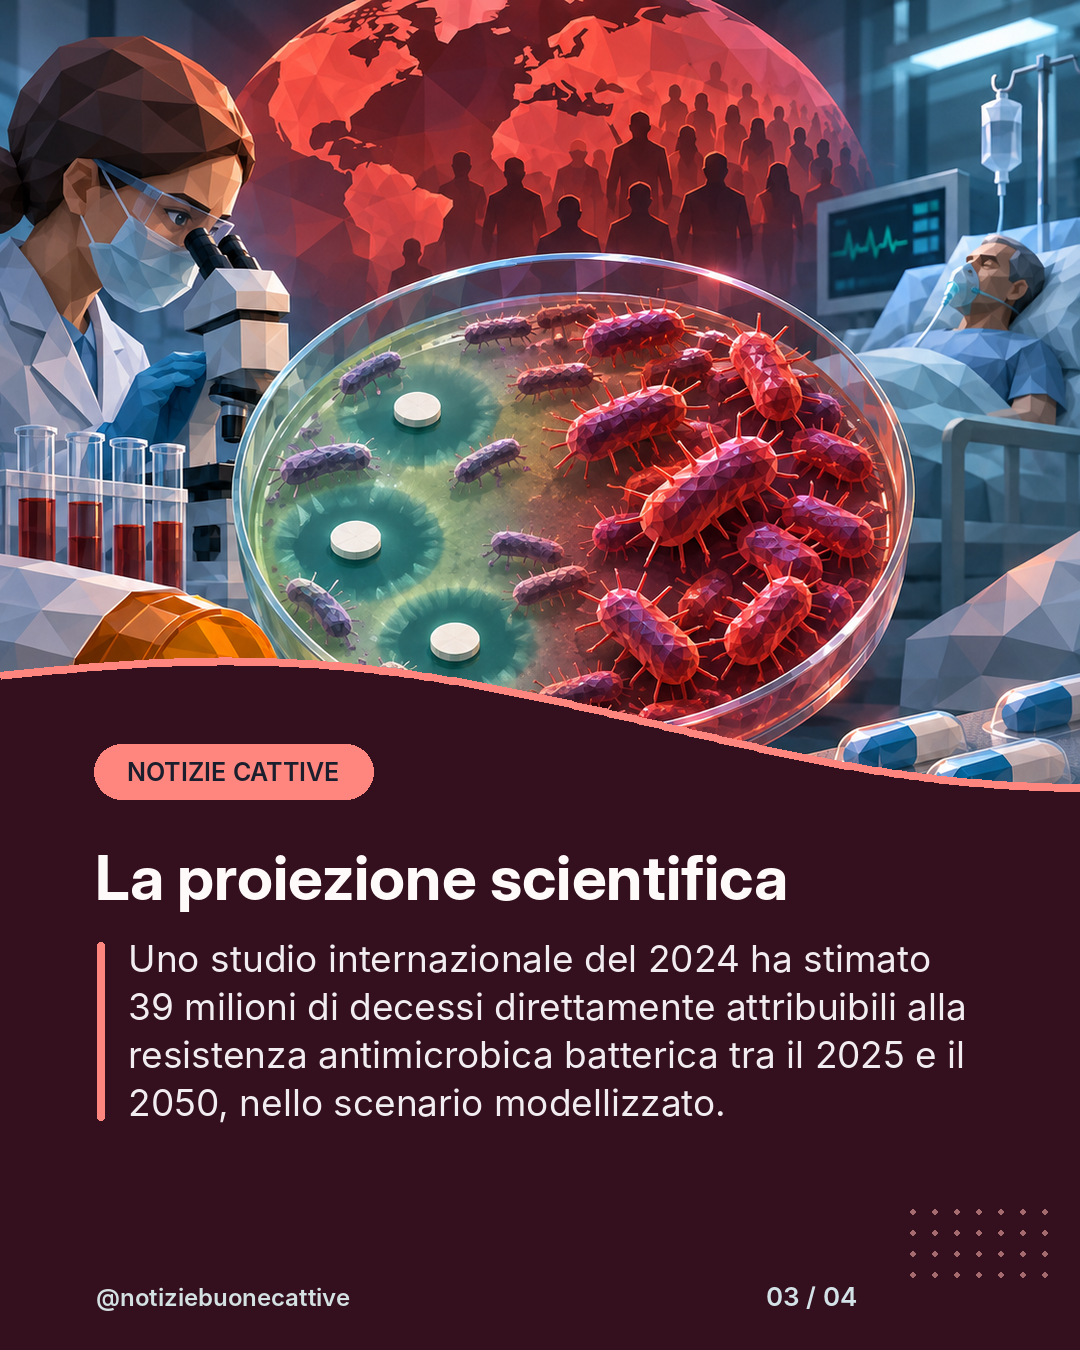 NOTIZIE CATTIVE
La proiezione scientifica
Uno studio internazionale del 2024 ha stimato
39 milioni di decessi direttamente attribuibili alla
resistenza antimicrobica batterica tra il 2025 e il
2050, nello scenario modellizzato.
@notiziebuonecattive
03 / 04